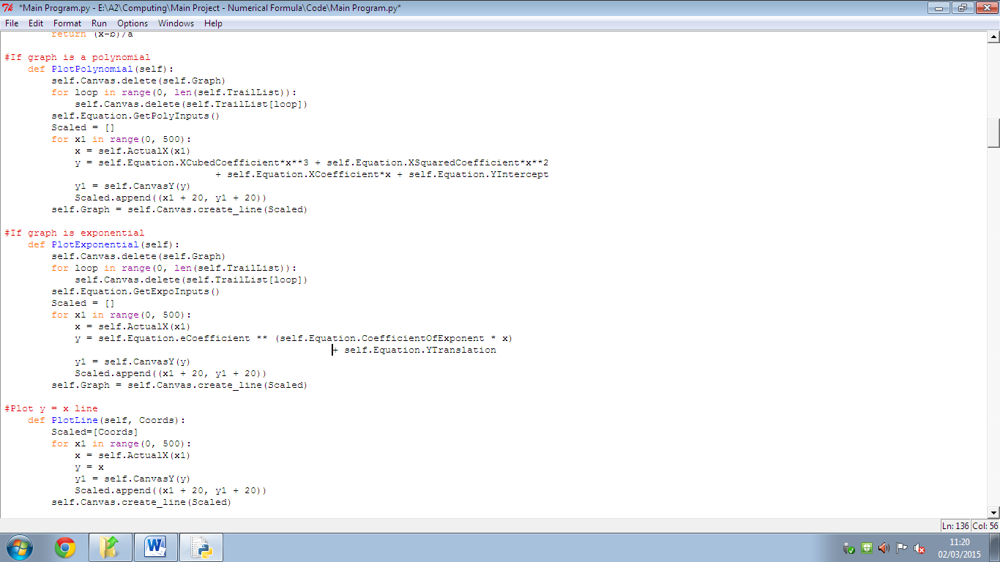 *Main Program.py - E:\A2\Computing\Main Project - Numerical Formula\Code\Main Program.py*
File Edit Format Run Options Windows Help
return (x-b)/a
#If graph is a polynomial
def PlotPolynomial(self):
self.Canvas.delete(self.Graph)
for loop in range(0, len(self.TrailList)):
self.Canvas.delete(self.TrailList[loop])
self.Equation.GetPolyInputs()
Scaled = []
for x1 in range(0, 500):
x = self.ActualX(x1)
y = self.Equation.XCubedCoefficient*x**3 + self.Equation.XSquaredCoefficient*x**2
+ self.Equation.XCoefficient*x + self.Equation.YIntercept
y1 = self.CanvasY(y)
Scaled.append((x1 + 20, y1 + 20))
self.Graph = self.Canvas.create_line(Scaled)
#If graph is exponential
def PlotExponential(self):
self.Canvas.delete(self.Graph)
for loop in range(0, len(self.TrailList)):
self.Canvas.delete(self.TrailList[loop])
self.Equation.GetExpoInputs()
Scaled = []
for x1 in range(0, 500):
x = self.ActualX(x1)
y = self.Equation.eCoefficient ** (self.Equation.CoefficientOfExponent * x)
+ self.Equation.YTranslation
y1 = self.CanvasY(y)
Scaled.append((x1 + 20, y1 + 20))
self.Graph = self.Canvas.create_line(Scaled)
#Plot y = x line
def PlotLine(self, Coords):
Scaled=[Coords]
for x1 in range(0, 500):
x = self.ActualX(x1)
y = x
y1 = self.CanvasY(y)
Scaled.append((x1 + 20, y1 + 20))
self.Canvas.create_line(Scaled)
Ln: 136 Col: 56
11:20
02/03/2015